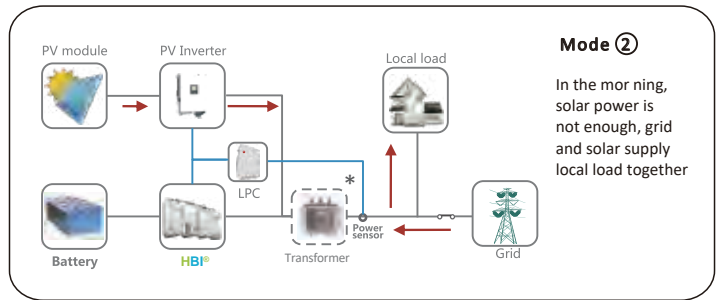 PV module
PV Inverter
Local load
Mode ②
In the mor ning,
solar power is
not enough, grid
and solar supply
local load together
LPC
*
Power
sensor
Battery
HBI®
Transformer
Grid